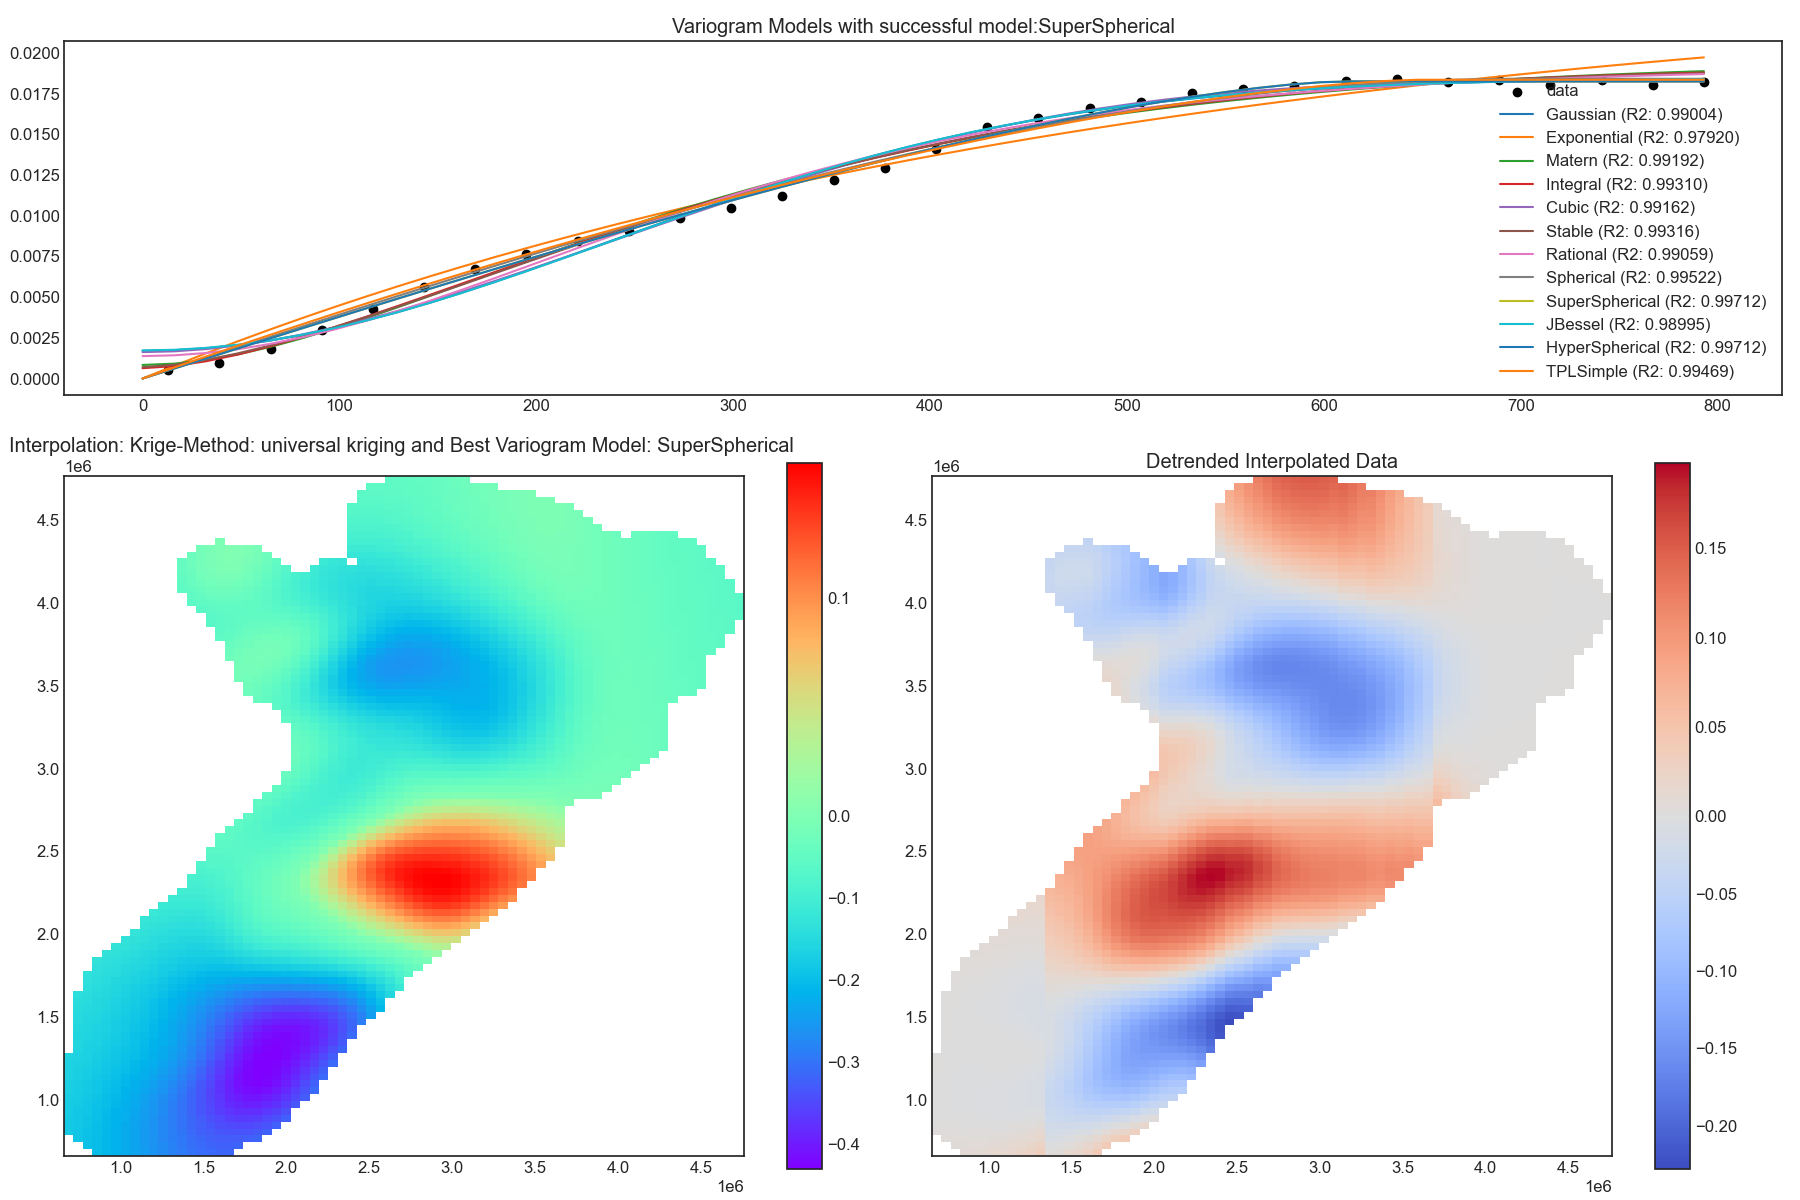 Variogram Models with successful model:SuperSpherical
0.0200
0.0175
0.0150
0.0125
0.0100
0.0075
0.0050
0.0025
0.0000
0 100 200 300 400 500 600 700 800
data
Gaussian (R2: 0.99004)
Exponential (R2: 0.97920)
Matern (R2: 0.99192)
Integral (R2: 0.99310)
Cubic (R2: 0.99162)
Stable (R2: 0.99316)
Rational (R2: 0.99059)
Spherical (R2: 0.99522)
SuperSpherical (R2: 0.99712)
JBessel (R2: 0.98995)
HyperSpherical (R2: 0.99712)
TPLSimple (R2: 0.99469)
Interpolation: Krige-Method: universal kriging and Best Variogram Model: SuperSpherical
1e6
4.5
4.0
3.5
3.0
2.5
2.0
1.5
1.0
1.0 1.5 2.0 2.5 3.0 3.5 4.0 4.5
1e6
0.1
0.0
−0.1
−0.2
−0.3
−0.4
Detrended Interpolated Data
1e6
4.5
4.0
3.5
3.0
2.5
2.0
1.5
1.0
1.0 1.5 2.0 2.5 3.0 3.5 4.0 4.5
1e6
0.15
0.10
0.05
0.00
−0.05
−0.10
−0.15
−0.20